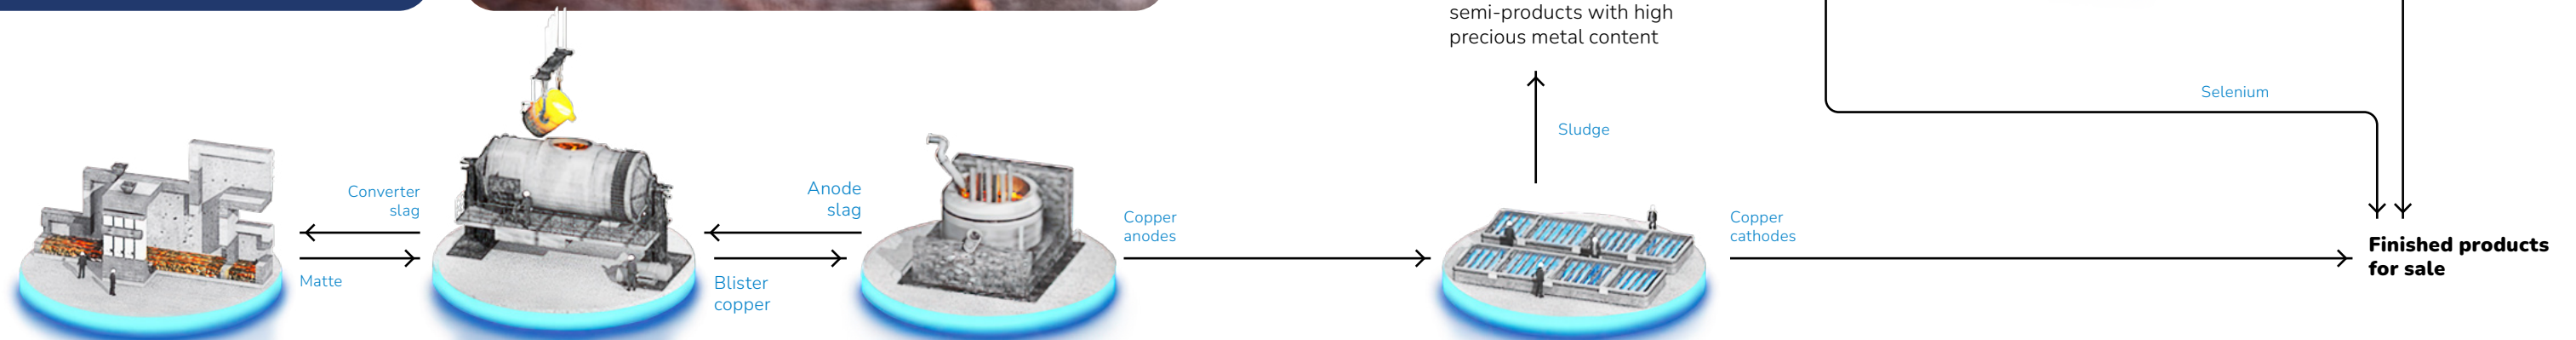 semi-products with high
precious metal content
Selenium
Sludge
Converter
slag
Matte
Anode
slag
Blister
copper
Copper
anodes
Copper
cathodes
Finished products
for sale